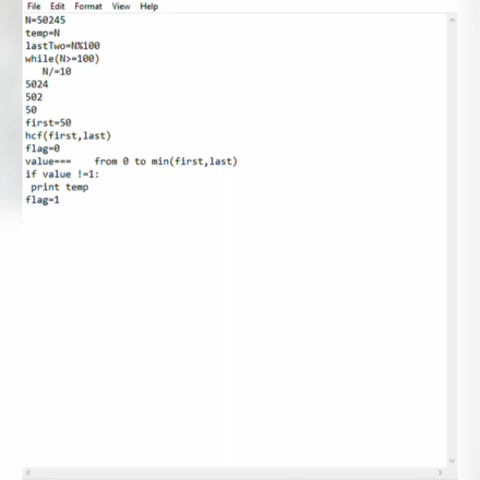 File Edit Format View Help
N=50245
temp=N
lastTwo=N%100
while(N>=100)
   N/=10
5024
502
50
first=50
hcf(first,last)
flag=0
value===    from 0 to min(first,last)
if value !=1:
 print temp
flag=1